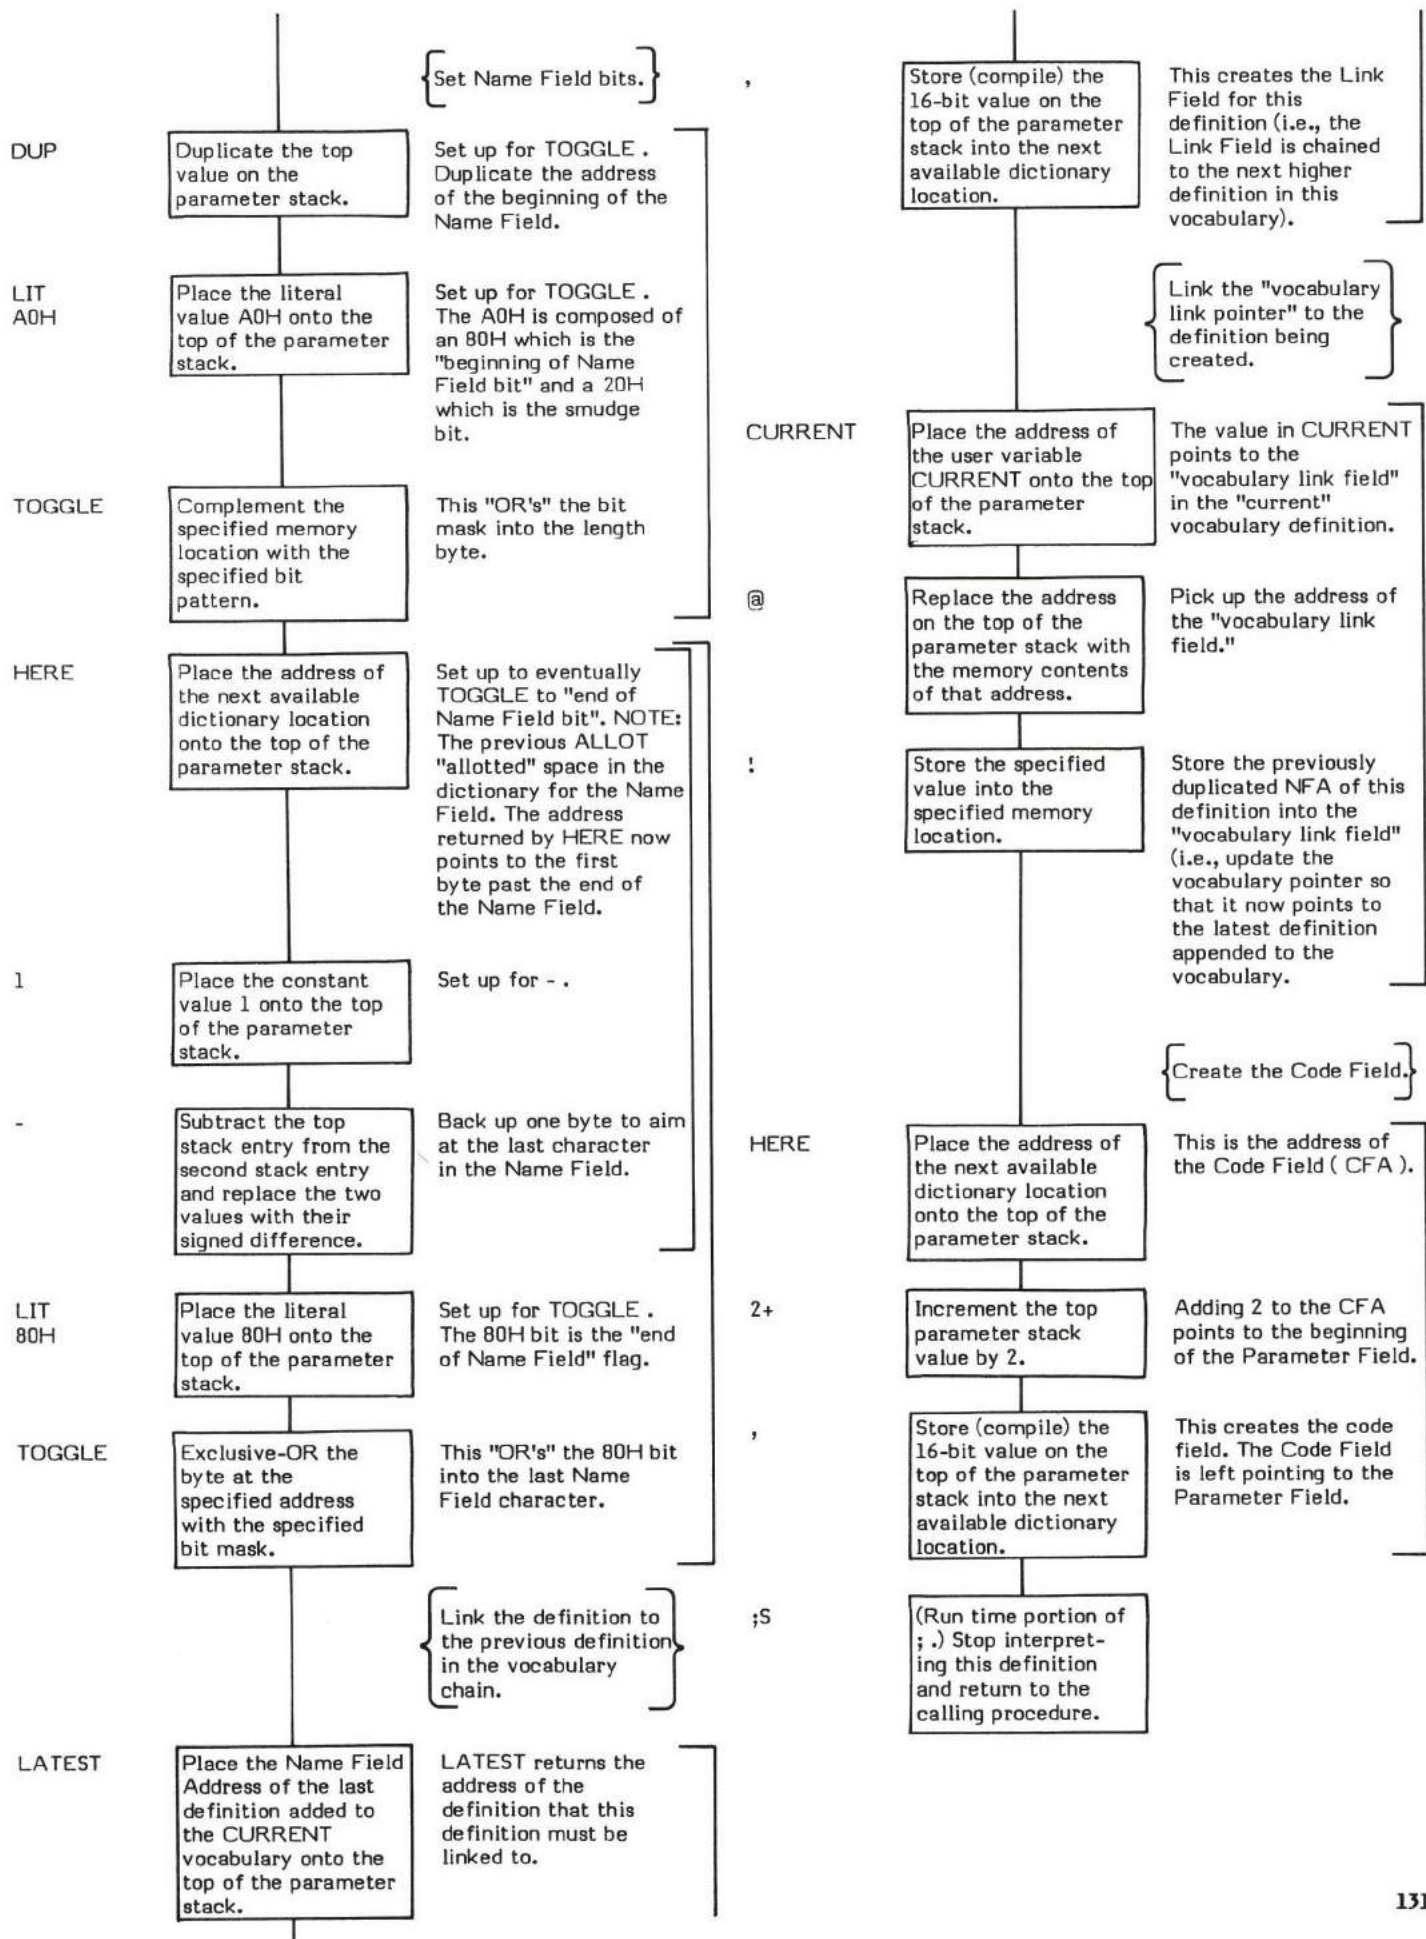 {Set Name Field bits.}
DUP
Duplicate the top
value on the
parameter stack.
Set up for TOGGLE .
Duplicate the address
of the beginning of the
Name Field.
LIT
A0H
Place the literal
value A0H onto the
top of the parameter
stack.
Set up for TOGGLE .
The A0H is composed of
an 80H which is the
"beginning of Name
Field bit" and a 20H
which is the smudge
bit.
TOGGLE
Complement the
specified memory
location with the
specified bit
pattern.
This "OR's" the bit
mask into the length
byte.
HERE
Place the address of
the next available
dictionary location
onto the top of the
parameter stack.
Set up to eventually
TOGGLE to "end of
Name Field bit". NOTE:
The previous ALLOT
"allotted" space in the
dictionary for the Name
Field. The address
returned by HERE now
points to the first
byte past the end of
the Name Field.
1
Place the constant
value 1 onto the top
of the parameter
stack.
Set up for - .
-
Subtract the top
stack entry from the
second stack entry
and replace the two
values with their
signed difference.
Back up one byte to aim
at the last character
in the Name Field.
LIT
80H
Place the literal
value 80H onto the
top of the parameter
stack.
Set up for TOGGLE .
The 80H bit is the "end
of Name Field" flag.
TOGGLE
Exclusive-OR the
byte at the
specified address
with the specified
bit mask.
This "OR's" the 80H bit
into the last Name
Field character.
{Link the definition to
the previous definition
in the vocabulary
chain.}
LATEST
Place the Name Field
Address of the last
definition added to
the CURRENT
vocabulary onto the
top of the parameter
stack.
LATEST returns the
address of the
definition that this
definition must be
linked to.
,
Store (compile) the
16-bit value on the
top of the parameter
stack into the next
available dictionary
location.
This creates the Link
Field for this
definition (i.e., the
Link Field is chained
to the next higher
definition in this
vocabulary).
{Link the "vocabulary
link pointer" to the
definition being
created.}
CURRENT
Place the address of
the user variable
CURRENT onto the top
of the parameter
stack.
The value in CURRENT
points to the
"vocabulary link field"
in the "current"
vocabulary definition.
@
Replace the address
on the top of the
parameter stack with
the memory contents
of that address.
Pick up the address of
the "vocabulary link
field."
!
Store the specified
value into the
specified memory
location.
Store the previously
duplicated NFA of this
definition into the
"vocabulary link field"
(i.e., update the
vocabulary pointer so
that it now points to
the latest definition
appended to the
vocabulary.
{Create the Code Field.}
HERE
Place the address of
the next available
dictionary location
onto the top of the
parameter stack.
This is the address of
the Code Field ( CFA ).
2+
Increment the top
parameter stack
value by 2.
Adding 2 to the CFA
points to the beginning
of the Parameter Field.
,
Store (compile) the
16-bit value on the
top of the parameter
stack into the next
available dictionary
location.
This creates the code
field. The Code Field
is left pointing to the
Parameter Field.
;S
(Run time portion of
; .) Stop interpret-
ing this definition
and return to the
calling procedure.
131